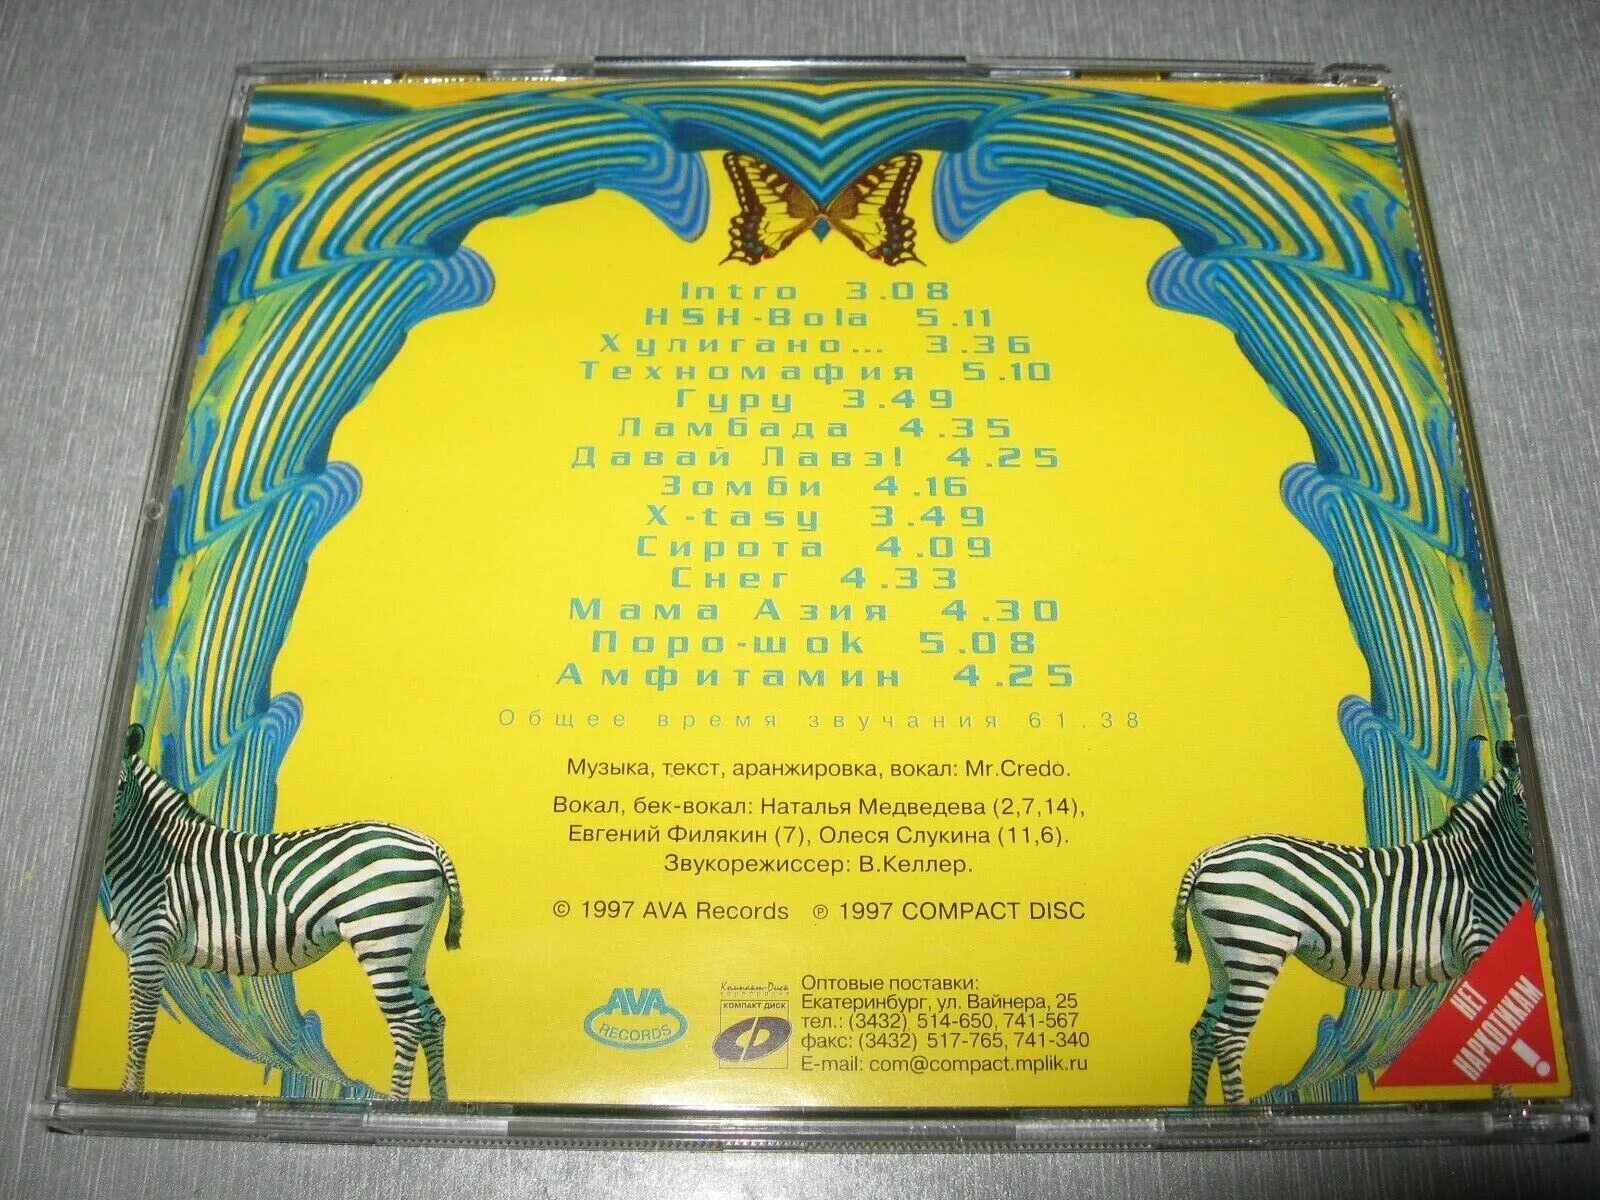 Intro 3.08
HSH-Bola 5.11
Хулигано... 3.36
Техномафия 5.10
Гуру 3.49
Ламбада 4.35
Давай Лавэ! 4.25
Зомби 4.16
X-tasy 3.49
Сирота 4.09
Снег 4.33
Мама Азия 4.30
Поро-шок 5.08
Амфитамин 4.25
Общее время звучания 61.38
Музыка, текст, аранжировка, вокал: Mr.Credo.
Вокал, бек-вокал: Наталья Медведева (2,7,14),
Евгений Филякин (7), Олеся Слукина (11,6).
Звукорежиссер: В.Келлер.
© 1997 AVA Records ℗ 1997 COMPACT DISC
AVA
RECORDS
Компакт-Диск
корпорация
КОМПАКТ ДИСК
Оптовые поставки:
Екатеринбург, ул. Вайнера, 25
тел.: (3432) 514-650, 741-567
факс: (3432) 517-765, 741-340
E-mail: com@compact.mplik.ru
НЕТ
НАРКОТИКАМ
!